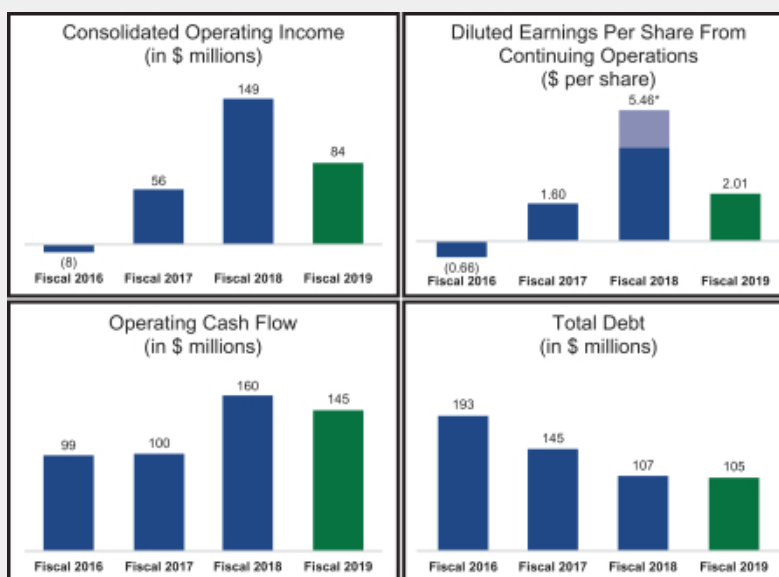 Consolidated Operating Income
(in $ millions)
149
84
56
(8)
Fiscal 2016 Fiscal 2017 Fiscal 2018 Fiscal 2019
Diluted Earnings Per Share From
Continuing Operations
($ per share)
5.46*
2.01
1.60
(0.66)
Fiscal 2016 Fiscal 2017 Fiscal 2018 Fiscal 2019
Operating Cash Flow
(in $ millions)
160
145
99 100
Fiscal 2016 Fiscal 2017 Fiscal 2018 Fiscal 2019
Total Debt
(in $ millions)
193
145
107 105
Fiscal 2016 Fiscal 2017 Fiscal 2018 Fiscal 2019